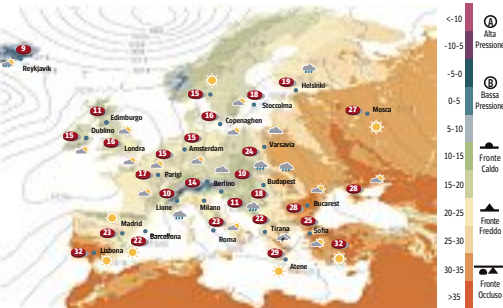 9
Reykjavik
11
Edimburgo
15
Dublino
16
Londra
15
18
Stoccolma
19
Helsinki
16
Copenaghen
27
Mosca
15
Amsterdam
24
Varsavia
15
17
Parigi
14
Berlino
10
10
Lione
Milano
18
Budapest
11
28
Bucarest
28
23
Madrid
22
Barcellona
32
Lisbona
23
Roma
22
Tirana
25
Sofia
29
Atene
32
<-10
-10-5
-5-0
0-5
5-10
10-15
15-20
20-25
25-30
30-35
>35
A
Alta
Pressione
B
Bassa
Pressione
Fronte
Caldo
Fronte
Freddo
Fronte
Occluso